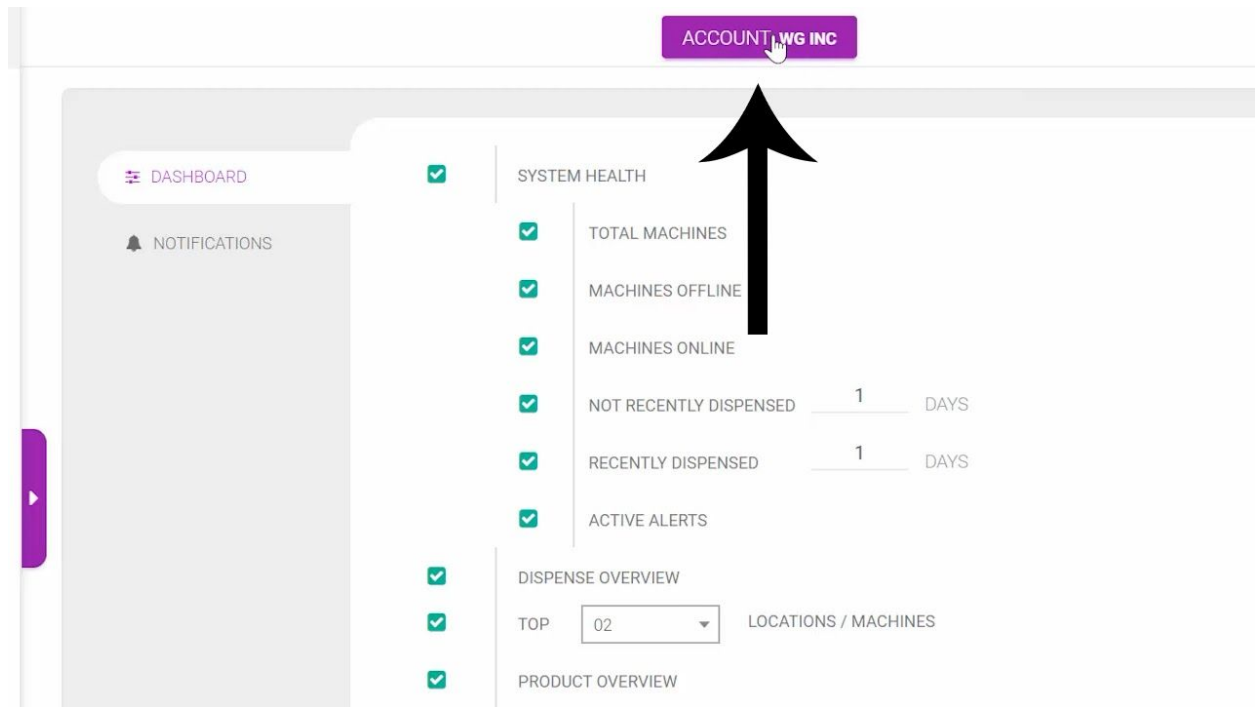 ACCOUNT: WG INC
DASHBOARD
NOTIFICATIONS
SYSTEM HEALTH
TOTAL MACHINES
MACHINES OFFLINE
MACHINES ONLINE
NOT RECENTLY DISPENSED 1 DAYS
RECENTLY DISPENSED 1 DAYS
ACTIVE ALERTS
DISPENSE OVERVIEW
TOP 02 LOCATIONS / MACHINES
PRODUCT OVERVIEW